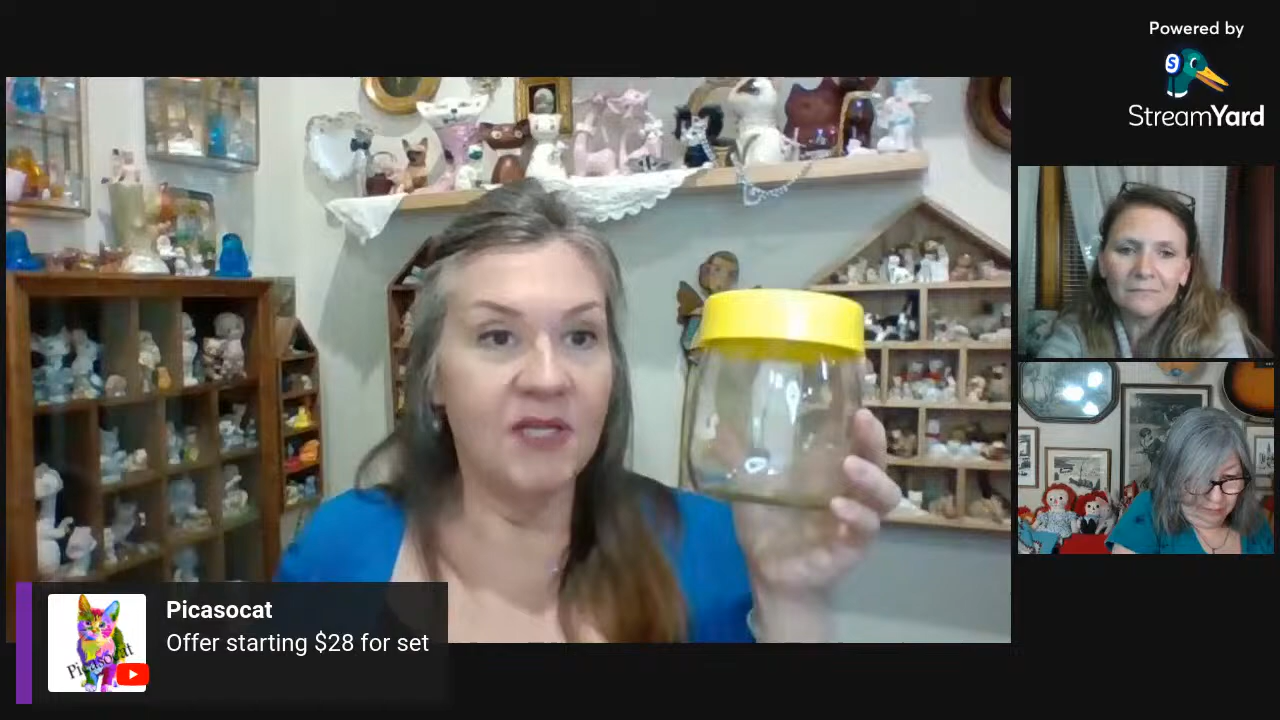 Powered by
S
StreamYard
Picasocat
Offer starting $28 for set
Picasocat